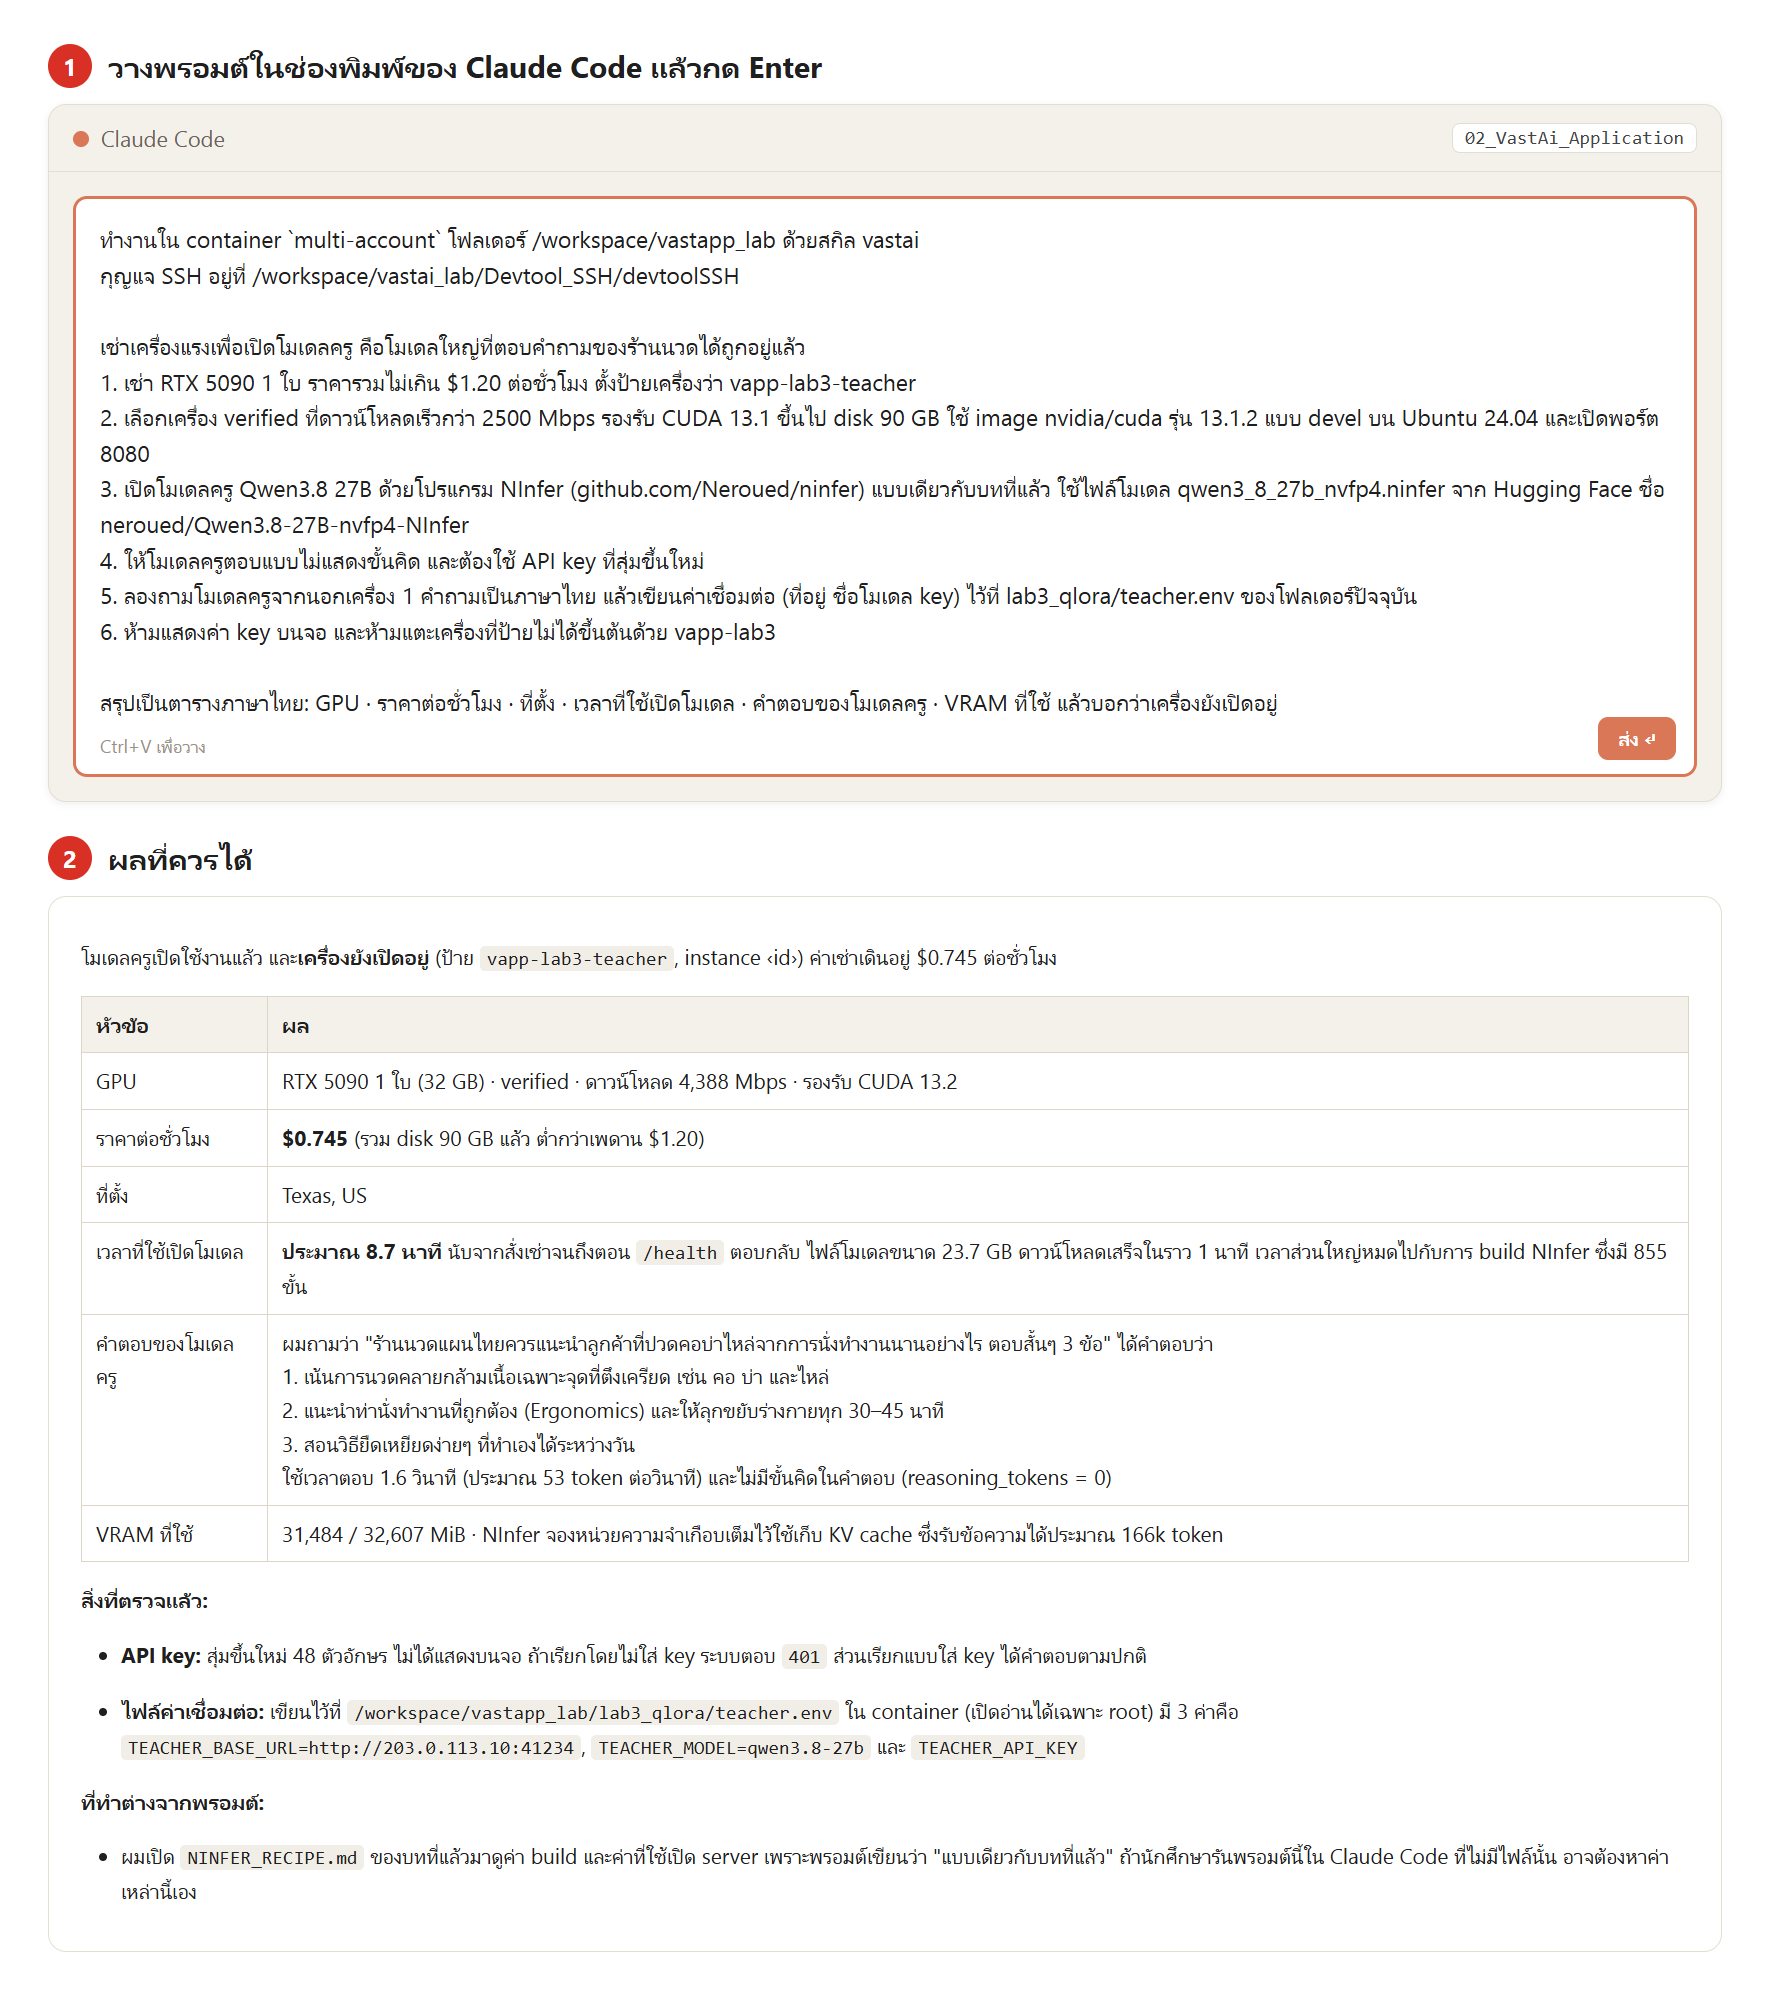 1 วางพรอมต์ในช่องพิมพ์ของ Claude Code แล้วกด Enter
Claude Code
02_VastAi_Application
ทำงานใน container `multi-account` โฟลเดอร์ /workspace/vastapp_lab ด้วยสกิล vastai
กุญแจ SSH อยู่ที่ /workspace/vastai_lab/Devtool_SSH/devtoolSSH
เช่าเครื่องแรงเพื่อเปิดโมเดลครู คือโมเดลใหญ่ที่ตอบคำถามของร้านนวดได้ถูกอยู่แล้ว
1. เช่า RTX 5090 1 ใบ ราคารวมไม่เกิน $1.20 ต่อชั่วโมง ตั้งป้ายเครื่องว่า vapp-lab3-teacher
2. เลือกเครื่อง verified ที่ดาวน์โหลดเร็วกว่า 2500 Mbps รองรับ CUDA 13.1 ขึ้นไป disk 90 GB ใช้ image nvidia/cuda รุ่น 13.1.2 แบบ devel บน Ubuntu 24.04 และเปิดพอร์ต
8080
3. เปิดโมเดลครู Qwen3.8 27B ด้วยโปรแกรม NInfer (github.com/Neroued/ninfer) แบบเดียวกับบทที่แล้ว ใช้ไฟล์โมเดล qwen3_8_27b_nvfp4.ninfer จาก Hugging Face ชื่อ
neroued/Qwen3.8-27B-nvfp4-NInfer
4. ให้โมเดลครูตอบแบบไม่แสดงขั้นคิด และต้องใช้ API key ที่สุ่มขึ้นใหม่
5. ลองถามโมเดลครูจากนอกเครื่อง 1 คำถามเป็นภาษาไทย แล้วเขียนค่าเชื่อมต่อ (ที่อยู่ ชื่อโมเดล key) ไว้ที่ lab3_qlora/teacher.env ของโฟลเดอร์ปัจจุบัน
6. ห้ามแสดงค่า key บนจอ และห้ามแตะเครื่องที่ป้ายไม่ได้ขึ้นต้นด้วย vapp-lab3
สรุปเป็นตารางภาษาไทย: GPU · ราคาต่อชั่วโมง · ที่ตั้ง · เวลาที่ใช้เปิดโมเดล · คำตอบของโมเดลครู · VRAM ที่ใช้ แล้วบอกว่าเครื่องยังเปิดอยู่
Ctrl+V เพื่อวาง
ส่ง ⏎
2 ผลที่ควรได้
โมเดลครูเปิดใช้งานแล้ว และเครื่องยังเปิดอยู่ (ป้าย vapp-lab3-teacher, instance ‹id›) ค่าเช่าเดินอยู่ $0.745 ต่อชั่วโมง
หัวข้อ ผล
GPU RTX 5090 1 ใบ (32 GB) · verified · ดาวน์โหลด 4,388 Mbps · รองรับ CUDA 13.2
ราคาต่อชั่วโมง $0.745 (รวม disk 90 GB แล้ว ต่ำกว่าเพดาน $1.20)
ที่ตั้ง Texas, US
เวลาที่ใช้เปิดโมเดล ประมาณ 8.7 นาที นับจากสั่งเช่าจนถึงตอน /health ตอบกลับ ไฟล์โมเดลขนาด 23.7 GB ดาวน์โหลดเสร็จในราว 1 นาที เวลาส่วนใหญ่หมดไปกับการ build NInfer ซึ่งมี 855
ขั้น
คำตอบของโมเดล
ครู
ผมถามว่า "ร้านนวดแผนไทยควรแนะนำลูกค้าที่ปวดคอบ่าไหล่จากการนั่งทำงานนานอย่างไร ตอบสั้นๆ 3 ข้อ" ได้คำตอบว่า
1. เน้นการนวดคลายกล้ามเนื้อเฉพาะจุดที่ตึงเครียด เช่น คอ บ่า และไหล่
2. แนะนำท่านั่งทำงานที่ถูกต้อง (Ergonomics) และให้ลุกขยับร่างกายทุก 30–45 นาที
3. สอนวิธียืดเหยียดง่ายๆ ที่ทำเองได้ระหว่างวัน
ใช้เวลาตอบ 1.6 วินาที (ประมาณ 53 token ต่อวินาที) และไม่มีขั้นคิดในคำตอบ (reasoning_tokens = 0)
VRAM ที่ใช้ 31,484 / 32,607 MiB · NInfer จองหน่วยความจำเกือบเต็มไว้ใช้เก็บ KV cache ซึ่งรับข้อความได้ประมาณ 166k token
สิ่งที่ตรวจแล้ว:
• API key: สุ่มขึ้นใหม่ 48 ตัวอักษร ไม่ได้แสดงบนจอ ถ้าเรียกโดยไม่ใส่ key ระบบตอบ 401 ส่วนเรียกแบบใส่ key ได้คำตอบตามปกติ
• ไฟล์ค่าเชื่อมต่อ: เขียนไว้ที่ /workspace/vastapp_lab/lab3_qlora/teacher.env ใน container (เปิดอ่านได้เฉพาะ root) มี 3 ค่าคือ
TEACHER_BASE_URL=http://203.0.113.10:41234, TEACHER_MODEL=qwen3.8-27b และ TEACHER_API_KEY
ที่ทำต่างจากพรอมต์:
• ผมเปิด NINFER_RECIPE.md ของบทที่แล้วมาดูค่า build และค่าที่ใช้เปิด server เพราะพรอมต์เขียนว่า "แบบเดียวกับบทที่แล้ว" ถ้านักศึกษารันพรอมต์นี้ใน Claude Code ที่ไม่มีไฟล์นั้น อาจต้องหาค่า
เหล่านี้เอง